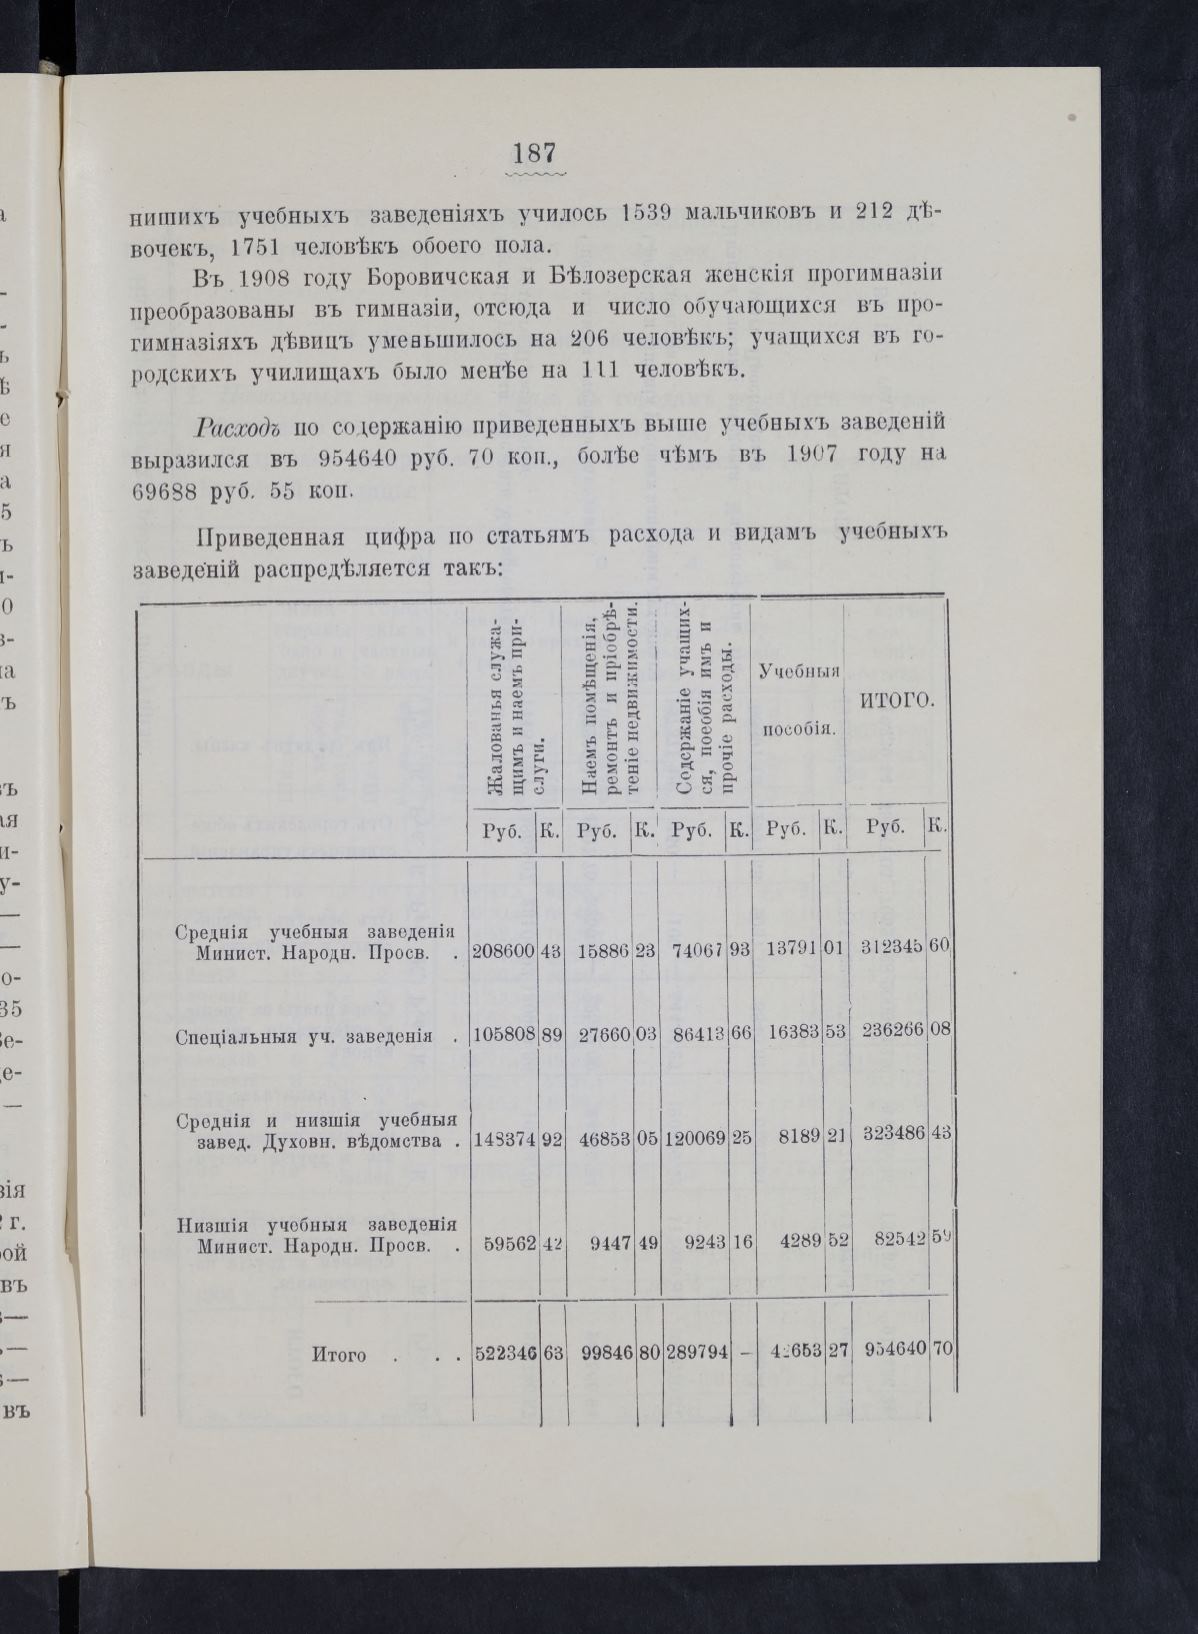 187
нишихъ учебныхъ заведеніяхъ училось 1539 мальчиковъ и 212 дѣ-
вочекъ, 1751 человѣкъ обоего пола.
Въ 1908 году Боровичская и Бѣлозерская женскія прогимназіи
преобразованы въ гимназіи, отсюда и число обучающихся въ про-
гимназіяхъ дѣвицъ уменьшилось на 206 человѣкъ; учащихся въ го-
родскихъ училищахъ было менѣе на 111 человѣкъ.
Расходъ по содержанію приведенныхъ выше учебныхъ заведеній
выразился въ 954640 руб. 70 коп., болѣе чѣмъ въ 1907 году на
69688 руб. 55 коп.
Приведенная цифра по статьямъ расхода и видамъ учебныхъ
заведеній распредѣляется такъ:
Жалованья служа-
щимъ и наемъ при-
слуги.
Наемъ помѣщенія,
ремонтъ и пріобрѣ-
теніе недвижимости.
Содержаніе учащих-
ся, поеобія имъ и
прочіе расходы.
Учебныя
пособія.
ИТОГО.
Руб. К. Руб. К. Руб. К. Руб. К. Руб. К.
Среднія учебныя заведенія
Минист. Народн. Просв. . 208600 43 15886 23 74067 93 13791 01 312345 60
Спеціальныя уч. заведенія . 105808 89 27660 03 86413 66 16383 53 236266 08
Среднія и низшія учебныя
завед. Духовн. вѣдомства . 148374 92 46853 05 120069 25 8189 21 323486 43
Низшія учебныя заведенія
Минист. Народн. Просв. . 59562 42 9447 49 9243 16 4289 52 82542 59
Итого . . . 522346 63 99846 80 289794 — 42653 27 954640 70